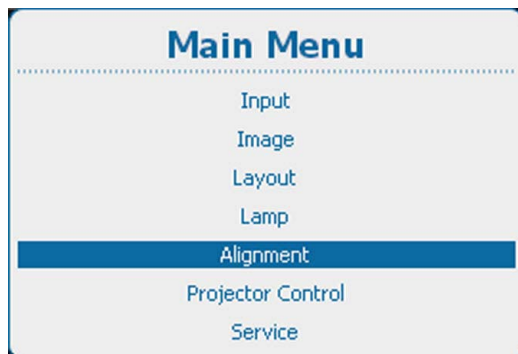 Main Menu
Input
Image
Layout
Lamp
Alignment
Projector Control
Service